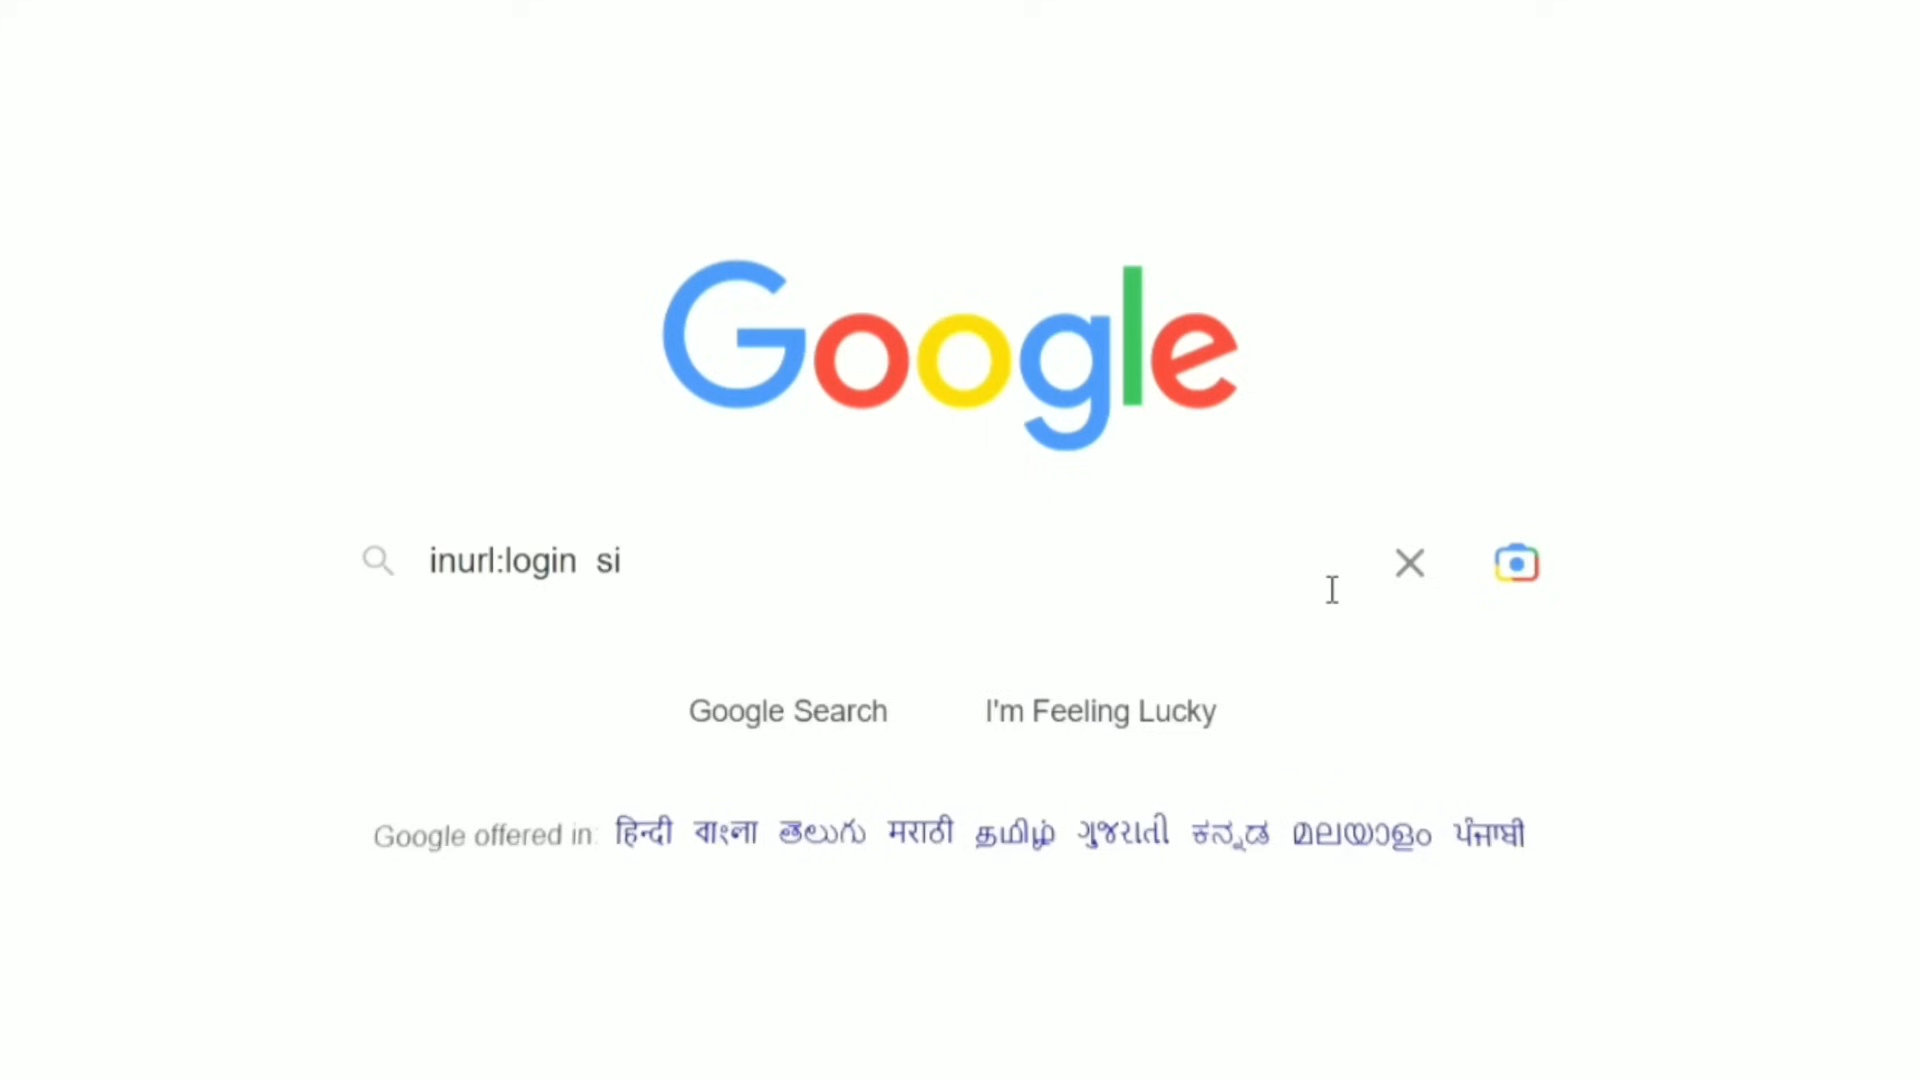 Google
inurl:login  si
Google Search I'm Feeling Lucky
Google offered in: हिन्दी বাংলা తెలుగు मराठी தமிழ் ગુજરાતી ಕನ್ನಡ മലയാളം ਪੰਜਾਬੀ